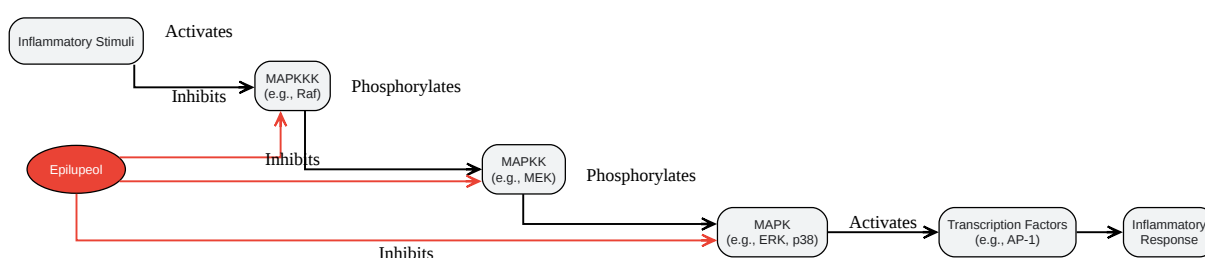 Activates
Inflammatory Stimuli
MAPKKK
(e.g., Raf)
Phosphorylates
Inhibits
Epilupeol
Inhibits
MAPKK
(e.g., MEK)
Phosphorylates
MAPK
(e.g., ERK, p38)
Activates
Transcription Factors
(e.g., AP-1)
Inflammatory
Response
Inhibits